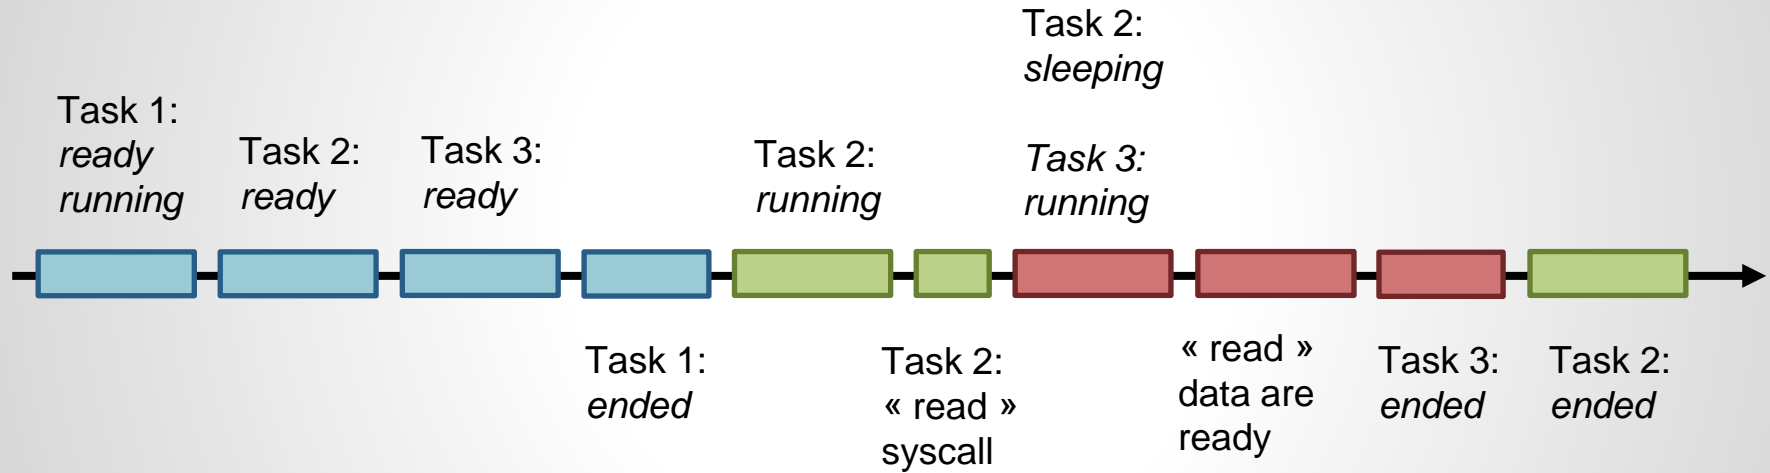 Task 1:
ready
running
Task 2:
ready
Task 3:
ready
Task 2:
running
Task 2:
sleeping
Task 3:
running
Task 1:
ended
Task 2:
« read »
syscall
« read »
data are
ready
Task 3:
ended
Task 2:
ended